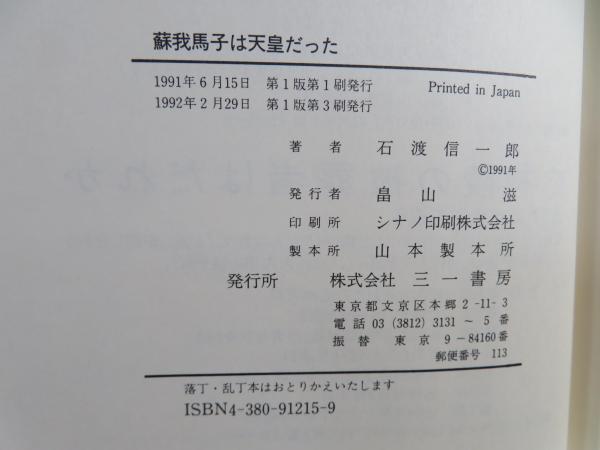 蘇我馬子は天皇だった
1991年6月15日 第1版第1刷発行 Printed in Japan
1992年2月29日 第1版第3刷発行
著者 石渡信一郎
©1991年
発行者 畠山滋
印刷所 シナノ印刷株式会社
製本所 山本製本所
発行所 株式会社 三一書房
東京都文京区本郷2-11-3
電話 03 (3812) 3131 ~ 5番
振替 東京 9-84160番
郵便番号 113
落丁・乱丁本はおとりかえいたします
ISBN4-380-91215-9